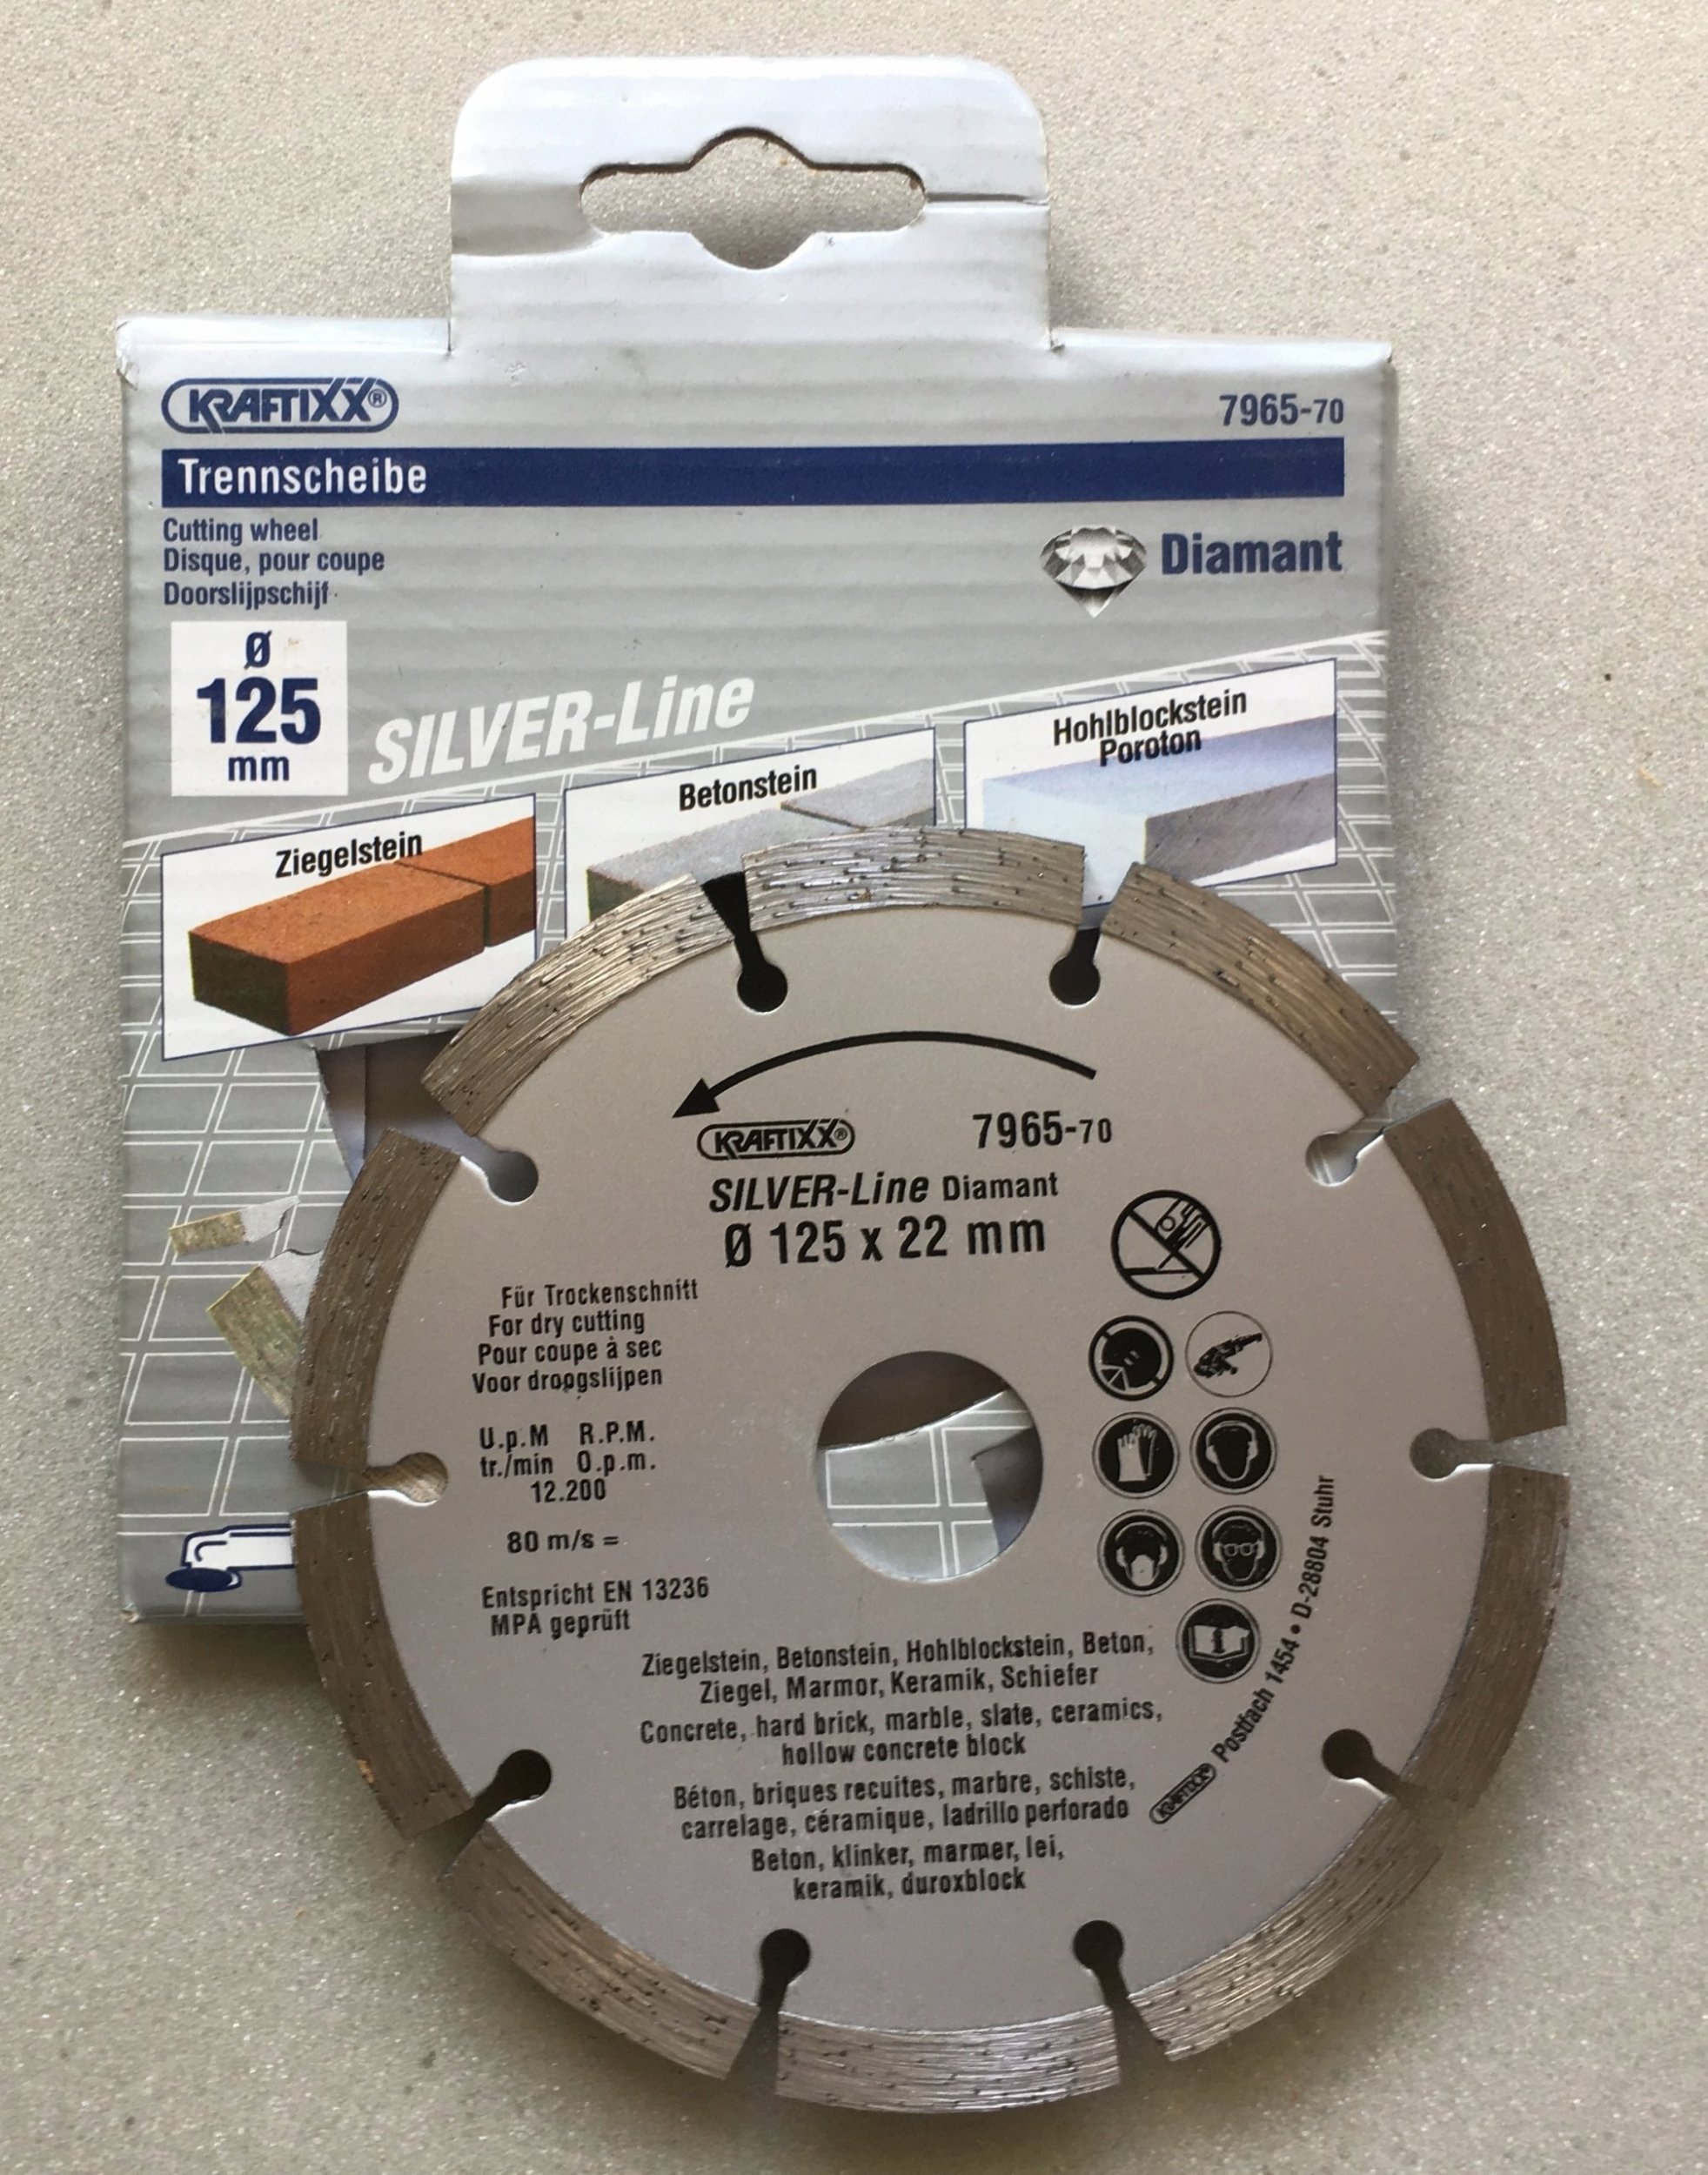 KRAFTIXX®
7965-70
Trennscheibe
Cutting wheel
Disque, pour coupe
Doorslijpschijf
Diamant
Ø
125
mm
SILVER-Line
Ziegelstein
Betonstein
Hohlblockstein
Poroton
KRAFTIXX® 7965-70
SILVER-Line Diamant
Ø 125 x 22 mm
Für Trockenschnitt
For dry cutting
Pour coupe à sec
Voor droogslijpen
U.p.M R.P.M.
tr./min O.p.m.
12.200
80 m/s =
Entspricht EN 13236
MPA geprüft
Ziegelstein, Betonstein, Hohlblockstein, Beton,
Ziegel, Marmor, Keramik, Schiefer
Concrete, hard brick, marble, slate, ceramics,
hollow concrete block
Béton, briques recuites, marbre, schiste,
carrelage, céramique, ladrillo perforado
Beton, klinker, marmer, lei,
keramik, duroxblock
KRAFTIXX® Postfach 1454 • D-28804 Stuhr